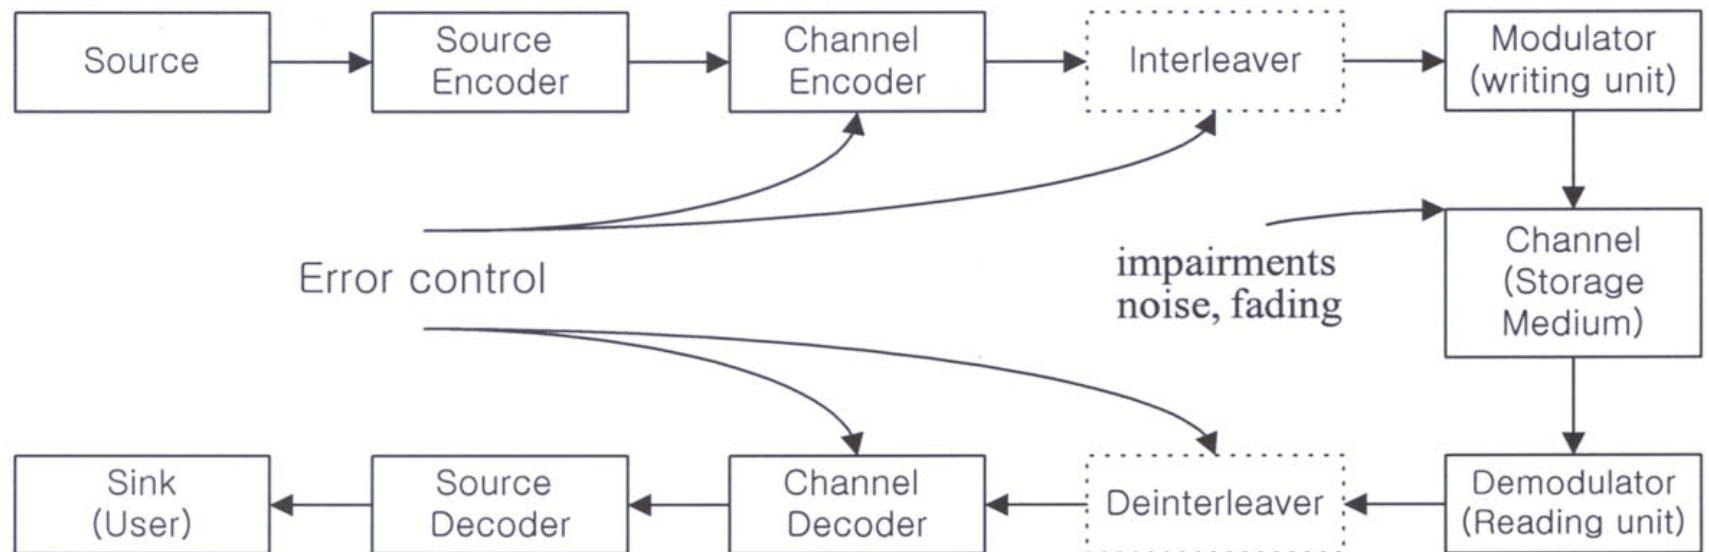 Source
Source
Encoder
Channel
Encoder
Interleaver
Modulator
(writing unit)
Error control
impairments
noise, fading
Channel
(Storage
Medium)
Sink
(User)
Source
Decoder
Channel
Decoder
Deinterleaver
Demodulator
(Reading unit)